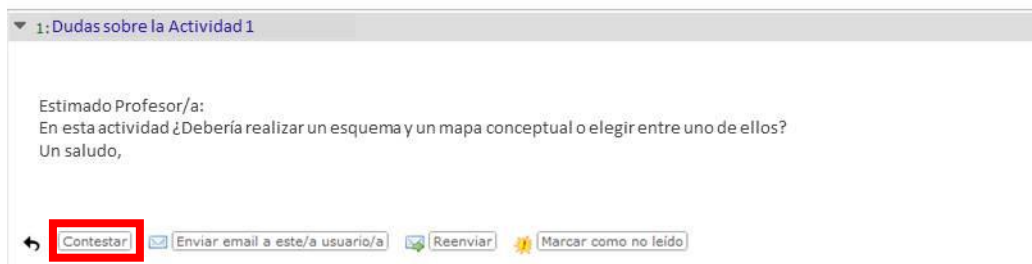 1: Dudas sobre la Actividad 1
Estimado Profesor/a:
En esta actividad ¿Debería realizar un esquema y un mapa conceptual o elegir entre uno de ellos?
Un saludo,
Contestar Enviar email a este/a usuario/a Reenviar Marcar como no leído